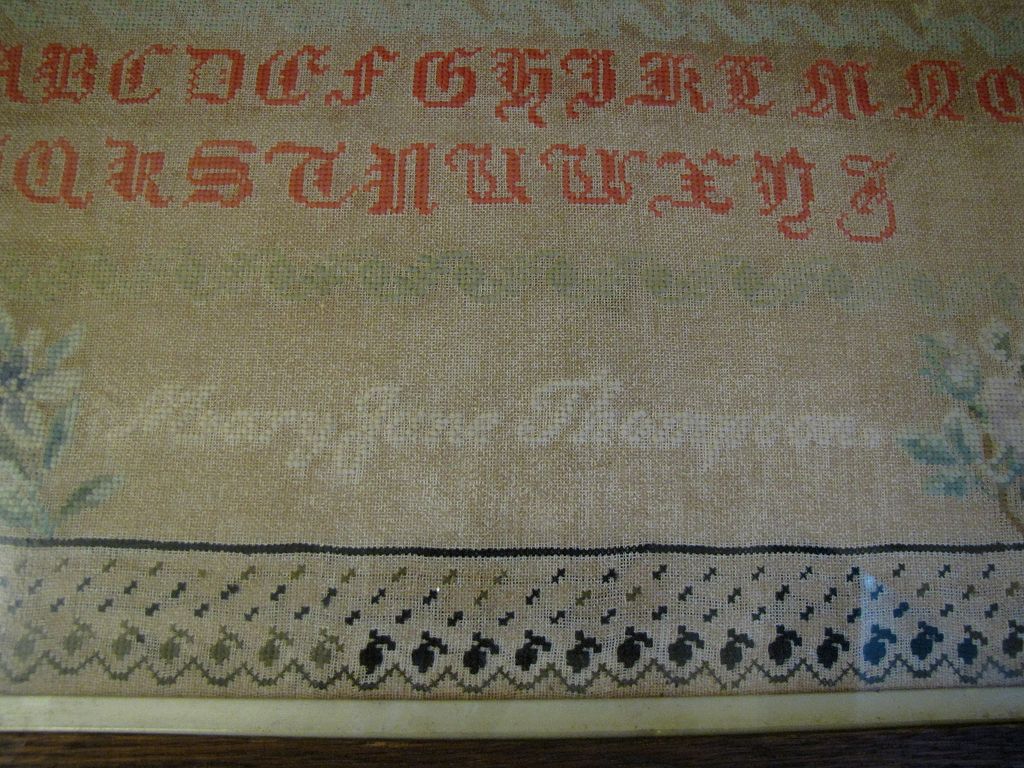 ABCDEFGHIKLMNO
QRSTUVWXYZ
Mary Jane Thompson.